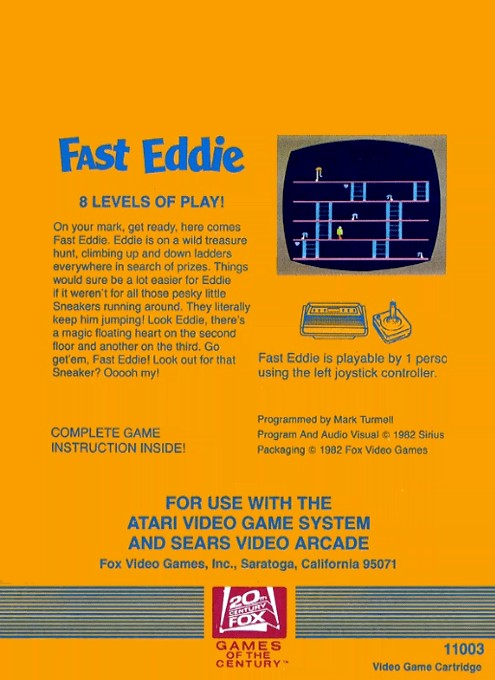 Fast Eddie
8 LEVELS OF PLAY!
On your mark, get ready, here comes
Fast Eddie. Eddie is on a wild treasure
hunt, climbing up and down ladders
everywhere in search of prizes. Things
would sure be a lot easier for Eddie
if it weren't for all those pesky little
Sneakers running around. They literally
keep him jumping! Look Eddie, there's
a magic floating heart on the second
floor and another on the third. Go
get'em, Fast Eddie! Look out for that
Sneaker? Ooooh my!
COMPLETE GAME
INSTRUCTION INSIDE!
Fast Eddie is playable by 1 persc
using the left joystick controller.
Programmed by Mark Turmell
Program And Audio Visual © 1982 Sirius
Packaging © 1982 Fox Video Games
FOR USE WITH THE
ATARI VIDEO GAME SYSTEM
AND SEARS VIDEO ARCADE
Fox Video Games, Inc., Saratoga, California 95071
20th
CENTURY
FOX
GAMES
OF THE
CENTURY™
11003
Video Game Cartridge